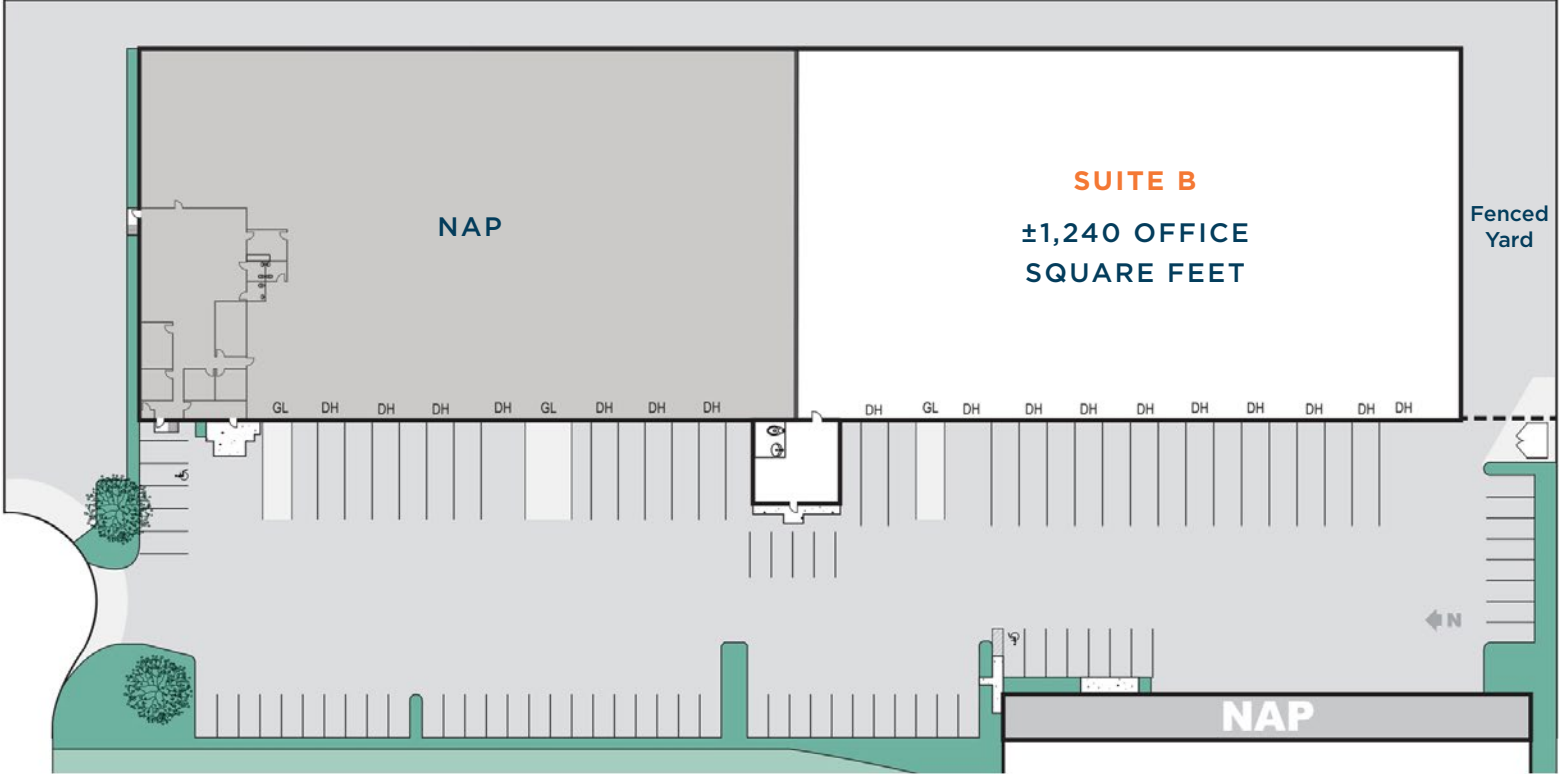 SUITE B
NAP
±1,240 OFFICE
SQUARE FEET
Fenced
Yard
GL DH DH DH DH GL DH DH DH DH GL DH DH DH DH DH DH DH DH DH
N
NAP